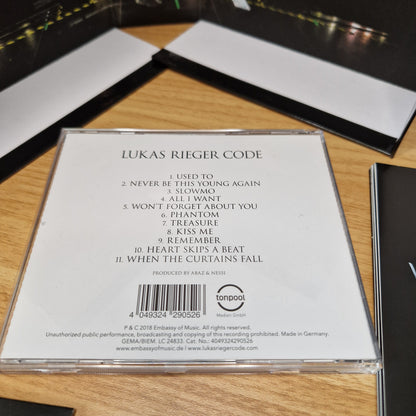 LUKAS RIEGER CODE
1. USED TO
2. NEVER BE THIS YOUNG AGAIN
3. SLOWMO
4. ALL I WANT
5. WON'T FORGET ABOUT YOU
6. PHANTOM
7. TREASURE
8. KISS ME
9. REMEMBER
10. HEART SKIPS A BEAT
11. WHEN THE CURTAINS FALL
PRODUCED BY ABAZ & NESSI
4 049324 290526
tonpool
Medien GmbH
P & C 2018 Embassy of Music. All rights reserved.
Unauthorized public performance, broadcasting and copying of this recording prohibited. Made in Germany.
GEMA/BIEM. LC 24833. Cat. No.: 4049324290526
www.embassyofmusic.de / www.lukasriegercode.com